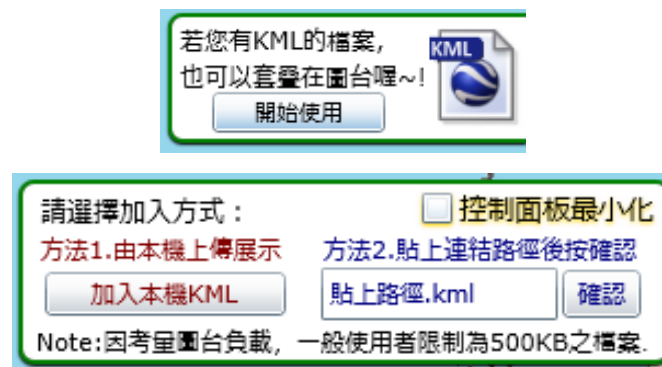 若您有KML的檔案,
KML
也可以套疊在圖台喔~!
開始使用
請選擇加入方式：
控制面板最小化
方法1.由本機上傳展示
方法2.貼上連結路徑後按確認
加入本機KML
貼上路徑.kml
確認
Note:因考量圖台負載, 一般使用者限制為500KB之檔案.